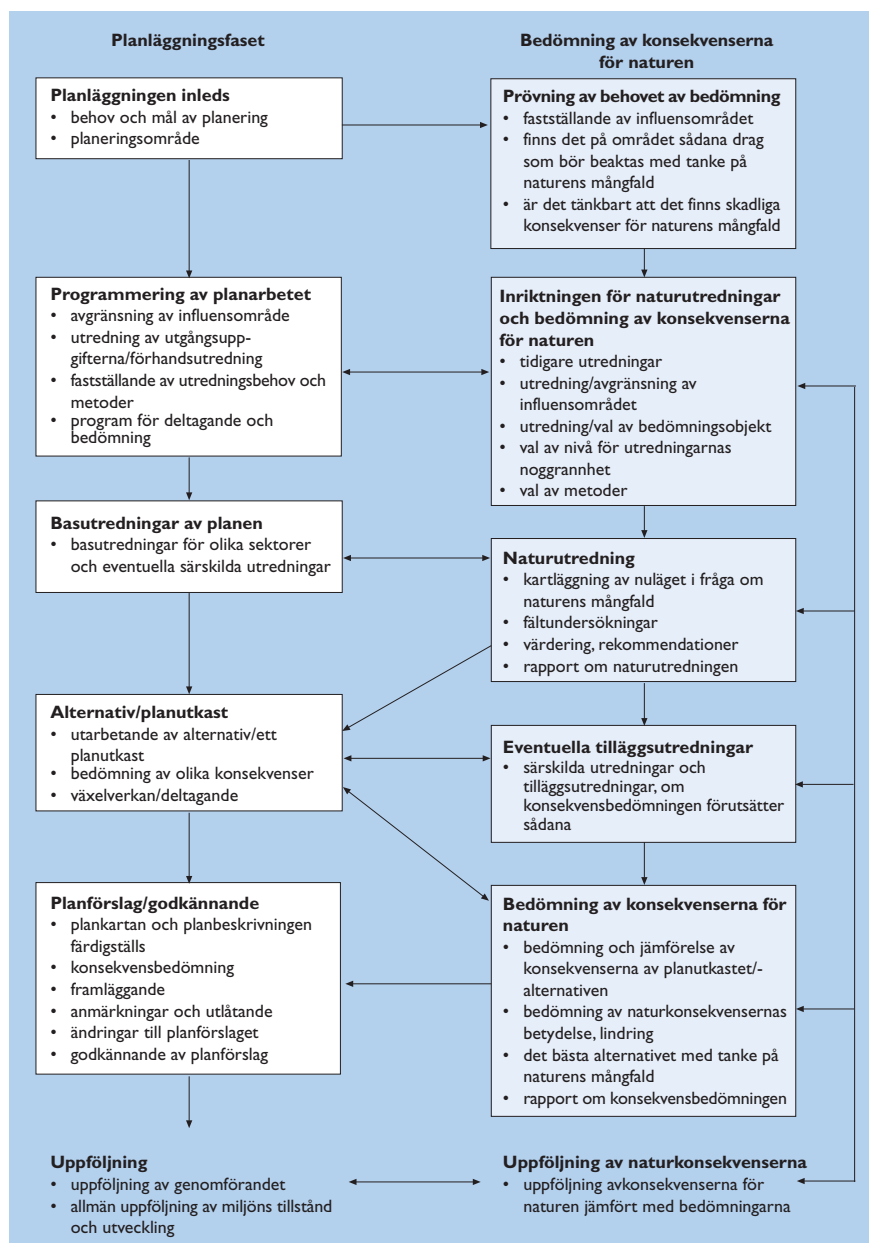 Planläggningsfaset
Planläggningen inleds
• behov och mål av planering
• planeringsområde
Programmering av planarbetet
• avgränsning av influensområde
• utredning av utgångsupp-
gifterna/förhandsutredning
• fastställande av utredningsbehov och
metoder
• program för deltagande och
bedömning
Basutredningar av planen
• basutredningar för olika sektorer
och eventuella särskilda utredningar
Alternativ/planutkast
• utarbetande av alternativ/ett
planutkast
• bedömning av olika konsekvenser
• växelverkan/deltagande
Planförslag/godkännande
• plankartan och planbeskrivningen
färdigställs
• konsekvensbedömning
• framläggande
• anmärkningar och utlåtande
• ändringar till planförslaget
• godkännande av planförslag
Uppföljning
• uppföljning av genomförandet
• allmän uppföljning av miljöns tillstånd
och utveckling
Bedömning av konsekvenserna
för naturen
Prövning av behovet av bedömning
• fastställande av influensområdet
• finns det på området sådana drag
som bör beaktas med tanke på
naturens mångfald
• är det tänkbart att det finns skadliga
konsekvenser för naturens mångfald
Inriktningen för naturutredningar
och bedömning av konsekvenserna
för naturen
• tidigare utredningar
• utredning/avgränsning av
influensområdet
• utredning/val av bedömningsobjekt
• val av nivå för utredningarnas
noggrannhet
• val av metoder
Naturutredning
• kartläggning av nuläget i fråga om
naturens mångfald
• fältundersökningar
• värdering, rekommendationer
• rapport om naturutredningen
Eventuella tilläggsutredningar
• särskilda utredningar och
tilläggsutredningar, om
konsekvensbedömningen förutsätter
sådana
Bedömning av konsekvenserna för
naturen
• bedömning och jämförelse av
konsekvenserna av planutkastet/-
alternativen
• bedömning av naturkonsekvensernas
betydelse, lindring
• det bästa alternativet med tanke på
naturens mångfald
• rapport om konsekvensbedömningen
Uppföljning av naturkonsekvenserna
• uppföljning avkonsekvenserna för
naturen jämfört med bedömningarna